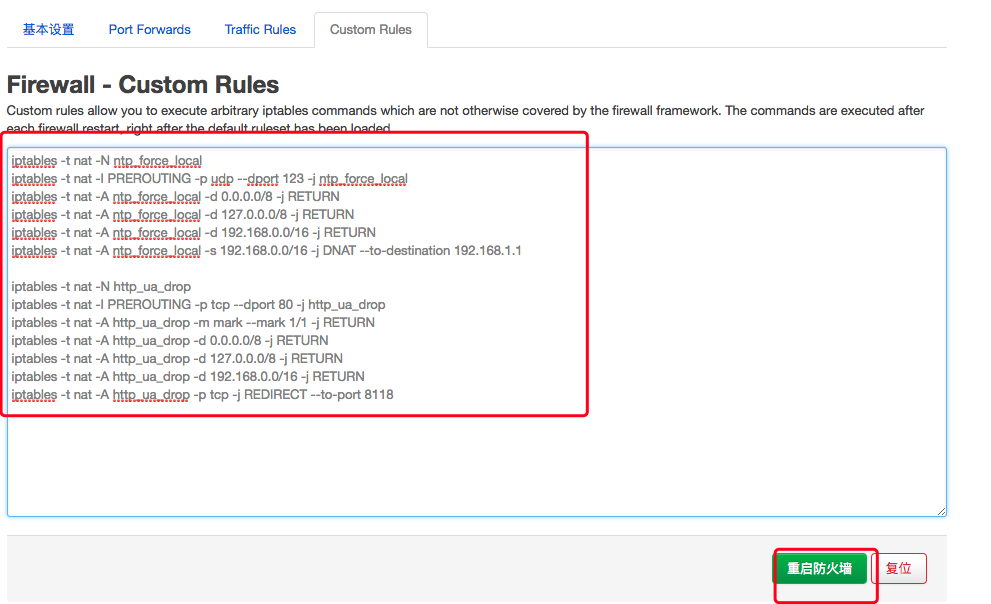 基本设置
Port Forwards
Traffic Rules
Custom Rules
Firewall - Custom Rules
Custom rules allow you to execute arbitrary iptables commands which are not otherwise covered by the firewall framework. The commands are executed after
each firewall restart, right after the default ruleset has been loaded.
iptables -t nat -N ntp_force_local
iptables -t nat -I PREROUTING -p udp --dport 123 -j ntp_force_local
iptables -t nat -A ntp_force_local -d 0.0.0.0/8 -j RETURN
iptables -t nat -A ntp_force_local -d 127.0.0.0/8 -j RETURN
iptables -t nat -A ntp_force_local -d 192.168.0.0/16 -j RETURN
iptables -t nat -A ntp_force_local -s 192.168.0.0/16 -j DNAT --to-destination 192.168.1.1
iptables -t nat -N http_ua_drop
iptables -t nat -I PREROUTING -p tcp --dport 80 -j http_ua_drop
iptables -t nat -A http_ua_drop -m mark --mark 1/1 -j RETURN
iptables -t nat -A http_ua_drop -d 0.0.0.0/8 -j RETURN
iptables -t nat -A http_ua_drop -d 127.0.0.0/8 -j RETURN
iptables -t nat -A http_ua_drop -d 192.168.0.0/16 -j RETURN
iptables -t nat -A http_ua_drop -p tcp -j REDIRECT --to-port 8118
重启防火墙
复位